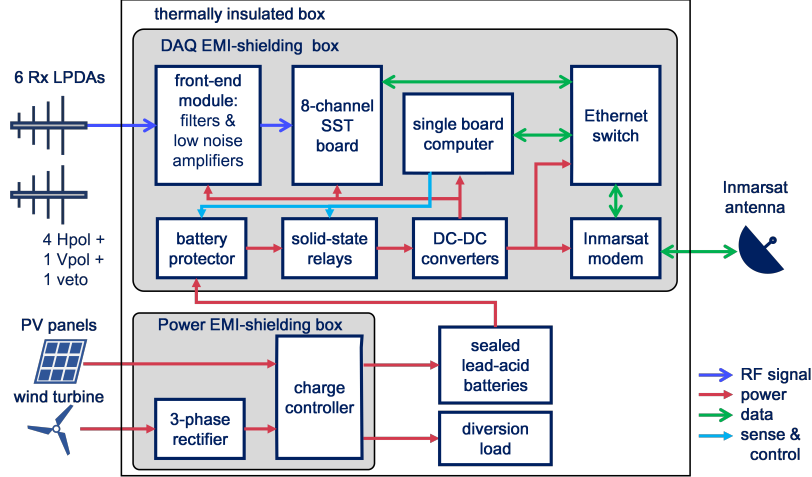 thermally insulated box
DAQ EMI-shielding box
6 Rx LPDAs
front-end
module:
filters &
low noise
amplifiers
8-channel
SST
board
single board
computer
Ethernet
switch
Inmarsat
antenna
4 Hpol +
1 Vpol +
1 veto
battery
protector
solid-state
relays
DC-DC
converters
Inmarsat
modem
PV panels
Power EMI-shielding box
wind turbine
3-phase
rectifier
charge
controller
sealed
lead-acid
batteries
diversion
load
RF signal
power
data
sense &
control